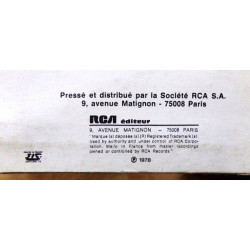 Pressé et distribué par la Société RCA S.A.
9, avenue Matignon - 75008 Paris
RCA éditeur
9, AVENUE MATIGNON - 75008 PARIS
"Marque (s) déposée (s) (R) Registered Trademark(s).
Used by authority and under control of RCA Corpo-
ration. Made in France from master recordings
owned or controlled by RCA Records".
℗ 1978